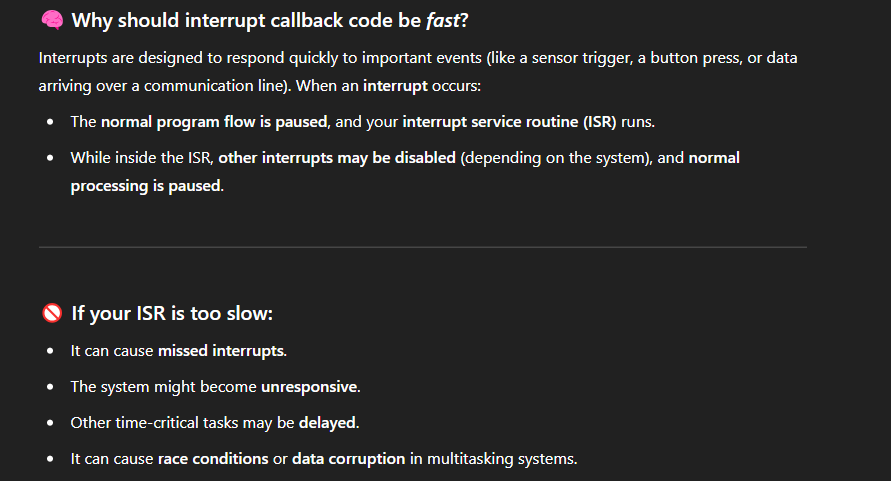 🧠 Why should interrupt callback code be fast?
Interrupts are designed to respond quickly to important events (like a sensor trigger, a button press, or data
arriving over a communication line). When an interrupt occurs:
• The normal program flow is paused, and your interrupt service routine (ISR) runs.
• While inside the ISR, other interrupts may be disabled (depending on the system), and normal
processing is paused.
🚫 If your ISR is too slow:
• It can cause missed interrupts.
• The system might become unresponsive.
• Other time-critical tasks may be delayed.
• It can cause race conditions or data corruption in multitasking systems.